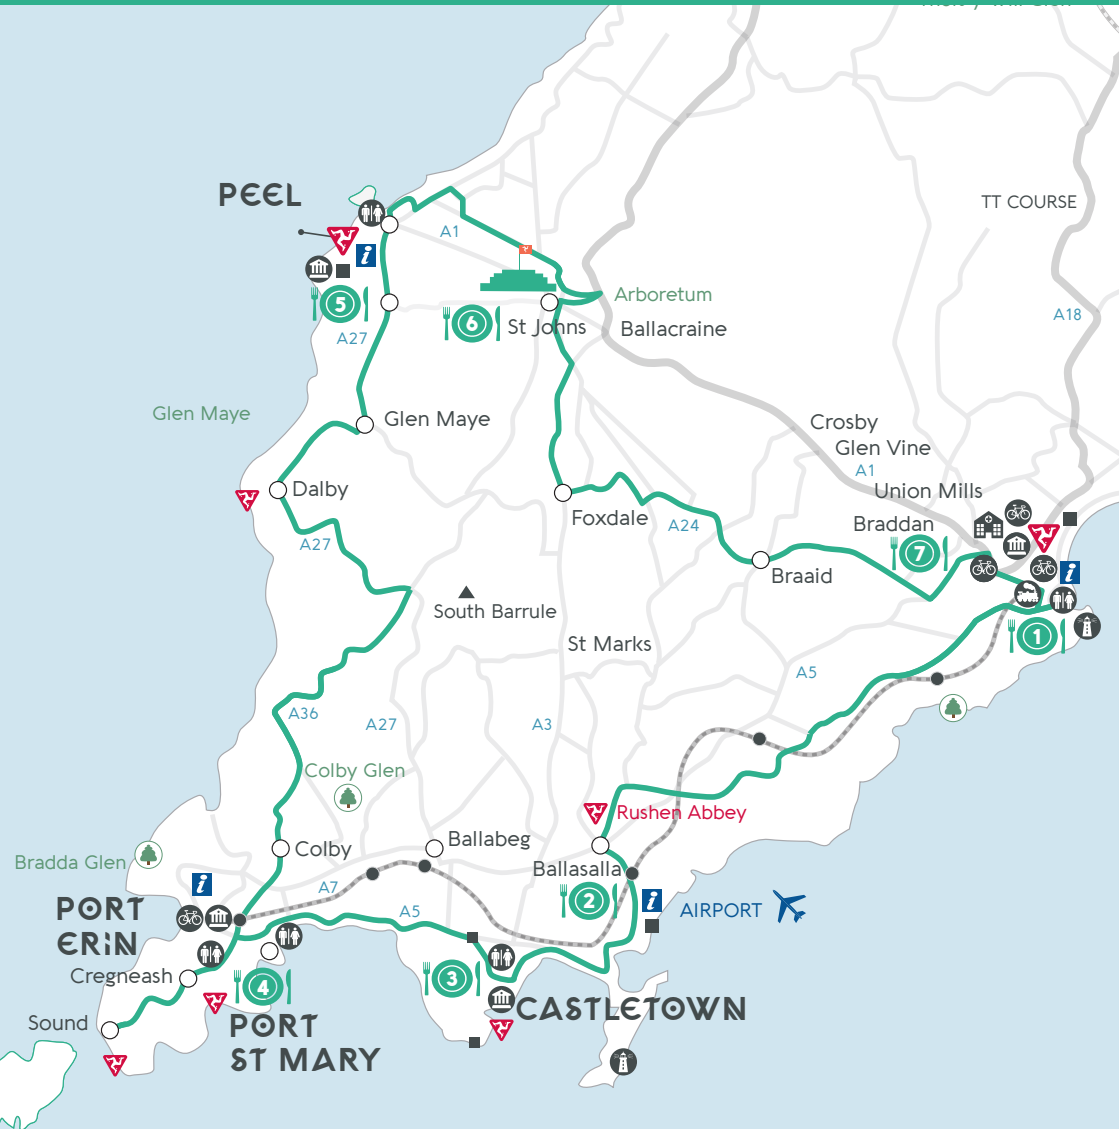 PEEL
A1
TT COURSE
Arboretum
5
6
St Johns
Ballacraine
A18
A27
Glen Maye
Glen Maye
Crosby
Glen Vine
A1
Union Mills
Dalby
Foxdale
A24
Braddan
7
A27
Braaid
South Barrule
1
St Marks
A5
A36
A27
A3
Colby Glen
Rushen Abbey
Ballabeg
Colby
Bradda Glen
Ballasalla
A7
2
PORT
ERIN
A5
AIRPORT
Cregneash
3
4
CASTLETOWN
Sound
PORT
ST MARY